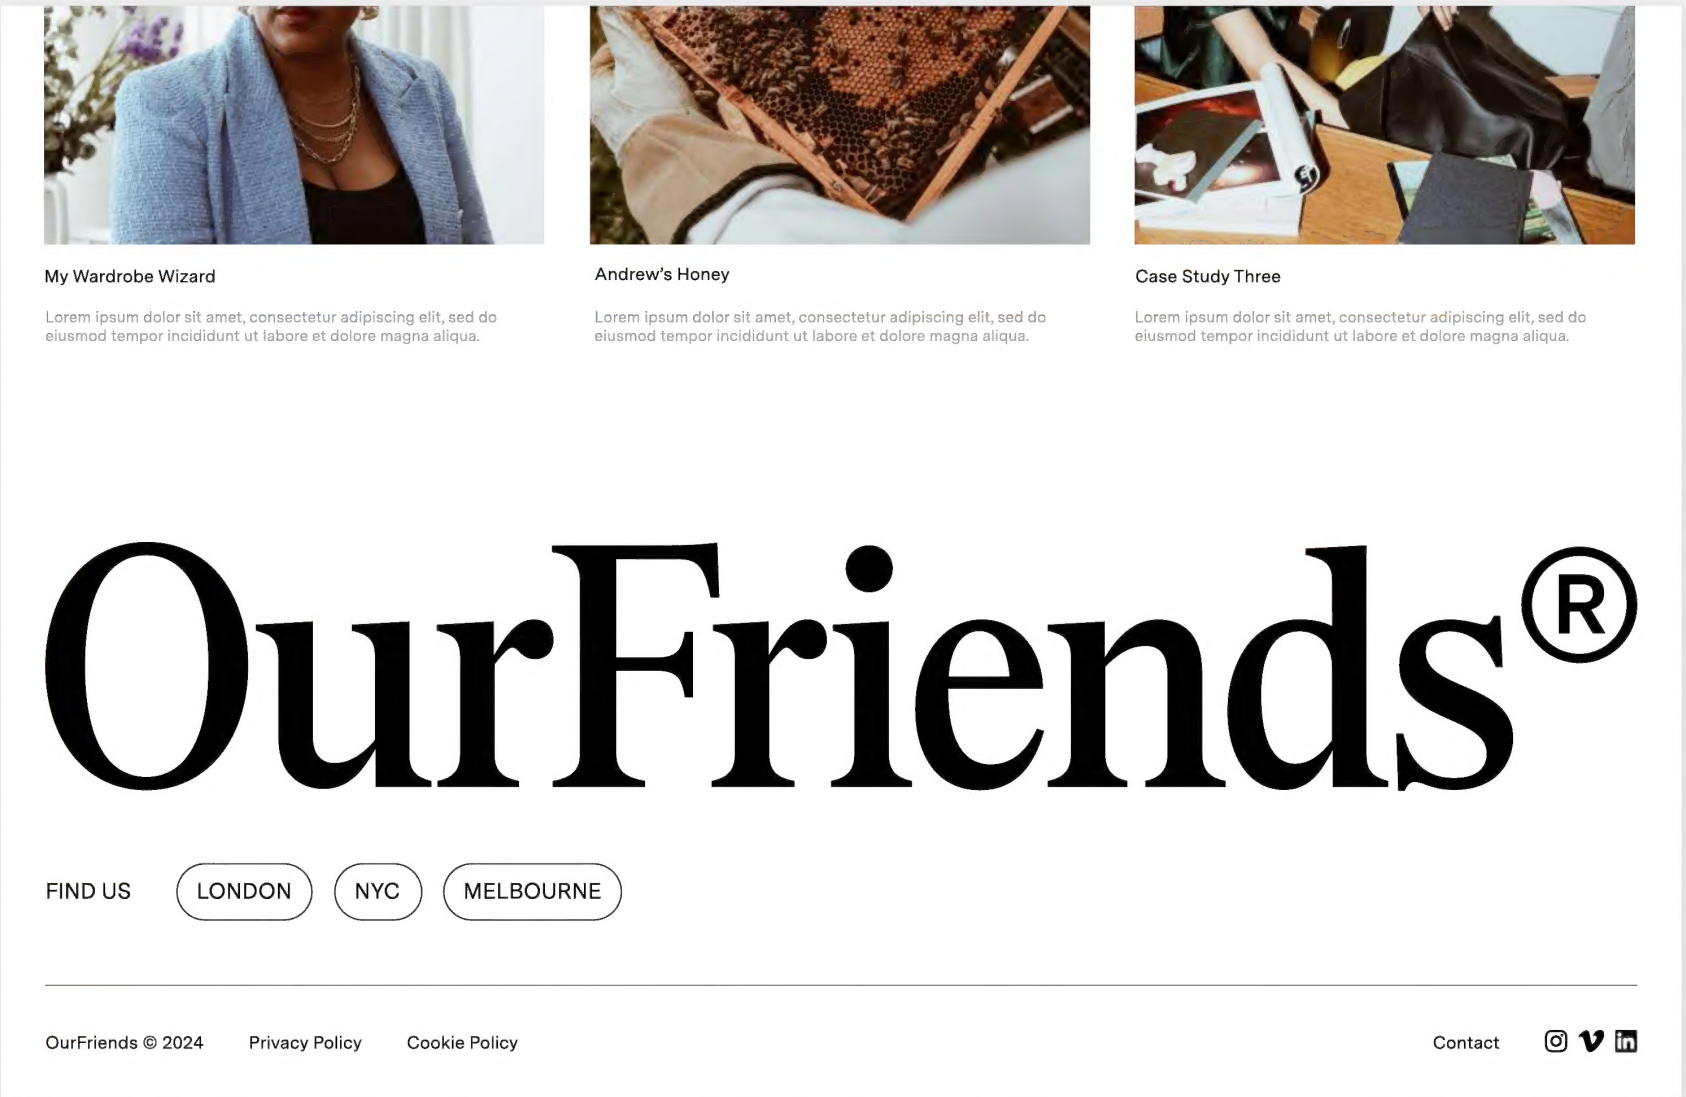 My Wardrobe Wizard
Lorem ipsum dolor sit amet, consectetur adipiscing elit, sed do
eiusmod tempor incididunt ut labore et dolore magna aliqua.
Andrew’s Honey
Lorem ipsum dolor sit amet, consectetur adipiscing elit, sed do
eiusmod tempor incididunt ut labore et dolore magna aliqua.
Case Study Three
Lorem ipsum dolor sit amet, consectetur adipiscing elit, sed do
eiusmod tempor incididunt ut labore et dolore magna aliqua.
OurFriends®
FIND US LONDON NYC MELBOURNE
OurFriends © 2024 Privacy Policy Cookie Policy Contact